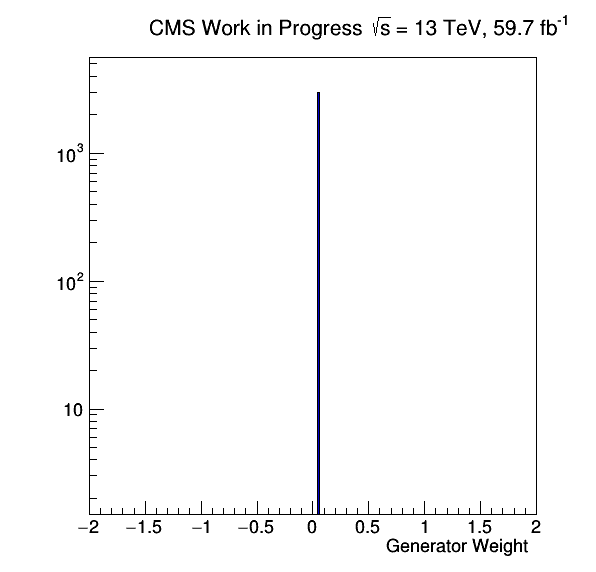 CMS Work in Progress √s = 13 TeV, 59.7 fb⁻¹
10³
10²
10
−2 −1.5 −1 −0.5 0 0.5 1 1.5 2
Generator Weight